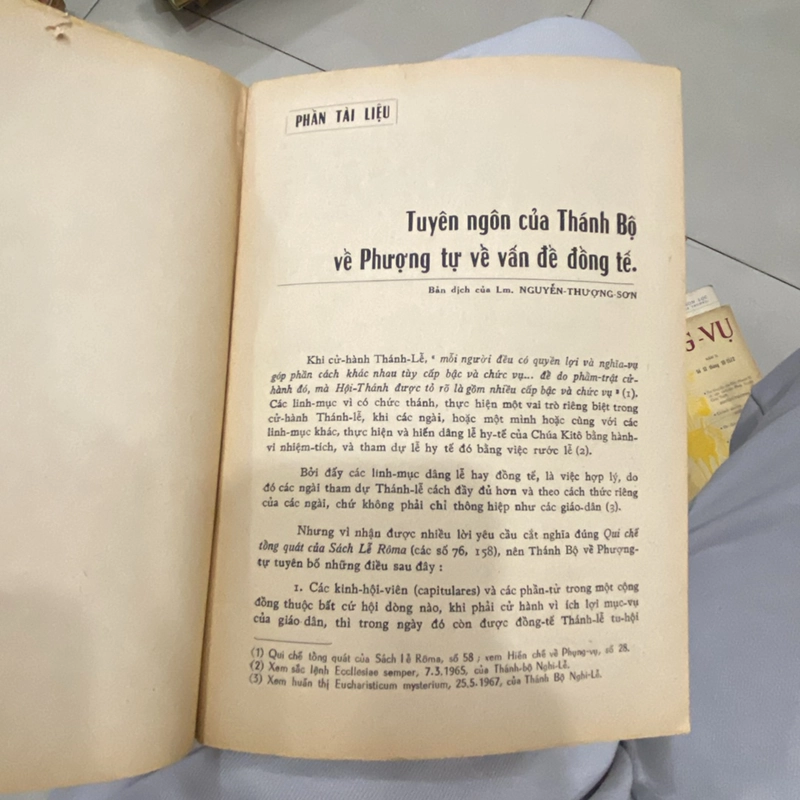 PHẦN TÀI LIỆU
Tuyên ngôn của Thánh Bộ
về Phượng tự về vấn đề đồng tế.
Bản dịch của Lm. NGUYỄN-THƯỢNG-SƠN
Khi cử-hành Thánh-Lễ, « mỗi người đều có quyền lợi và nghĩa-vụ
góp phần cách khác nhau tùy cấp bậc và chức vụ... để do phẩm-trật cử-
hành đó, mà Hội-Thánh được tỏ rõ là gồm nhiều cấp bậc và chức vụ » (1).
Các linh-mục vì có chức thánh, thực hiện một vai trò riêng biệt trong
cử-hành Thánh-lễ, khi các ngài, hoặc một mình hoặc cùng với các
linh-mục khác, thực hiện và hiến dâng lễ hy-tế của Chúa Kitô bằng hành-
vi nhiệm-tích, và tham dự lễ hy tế đó bằng việc rước lễ (2).
Bởi đấy các linh-mục dâng lễ hay đồng tế, là việc hợp lý, do
đó các ngài tham dự Thánh-lễ cách đầy đủ hơn và theo cách thức riêng
của các ngài, chứ không phải chỉ thông hiệp như các giáo-dân (3).
Nhưng vì nhận được nhiều lời yêu cầu cắt nghĩa đúng Qui chế
tổng quát của Sách Lễ Rôma (các số 76, 158), nên Thánh Bộ về Phượng-
tự tuyên bố những điều sau đây :
1. Các kinh-hội-viên (capitulares) và các phần-tử trong một cộng
đồng thuộc bất cứ hội dòng nào, khi phải cử hành vì ích lợi mục-vụ
của giáo dân, thì trong ngày đó còn được đồng-tế Thánh-lễ tu-hội
(1) Qui chế tổng quát của Sách Lễ Rôma, số 58 ; xem Hiến chế về Phụng-vụ, số 28.
(2) Xem sắc lệnh Eccllesiae semper, 7.3.1965, của Thánh-bộ Nghi-Lễ.
(3) Xem huấn thị Eucharisticum mysterium, 25.5.1967, của Thánh Bộ Nghi-Lễ.
G-VỤ